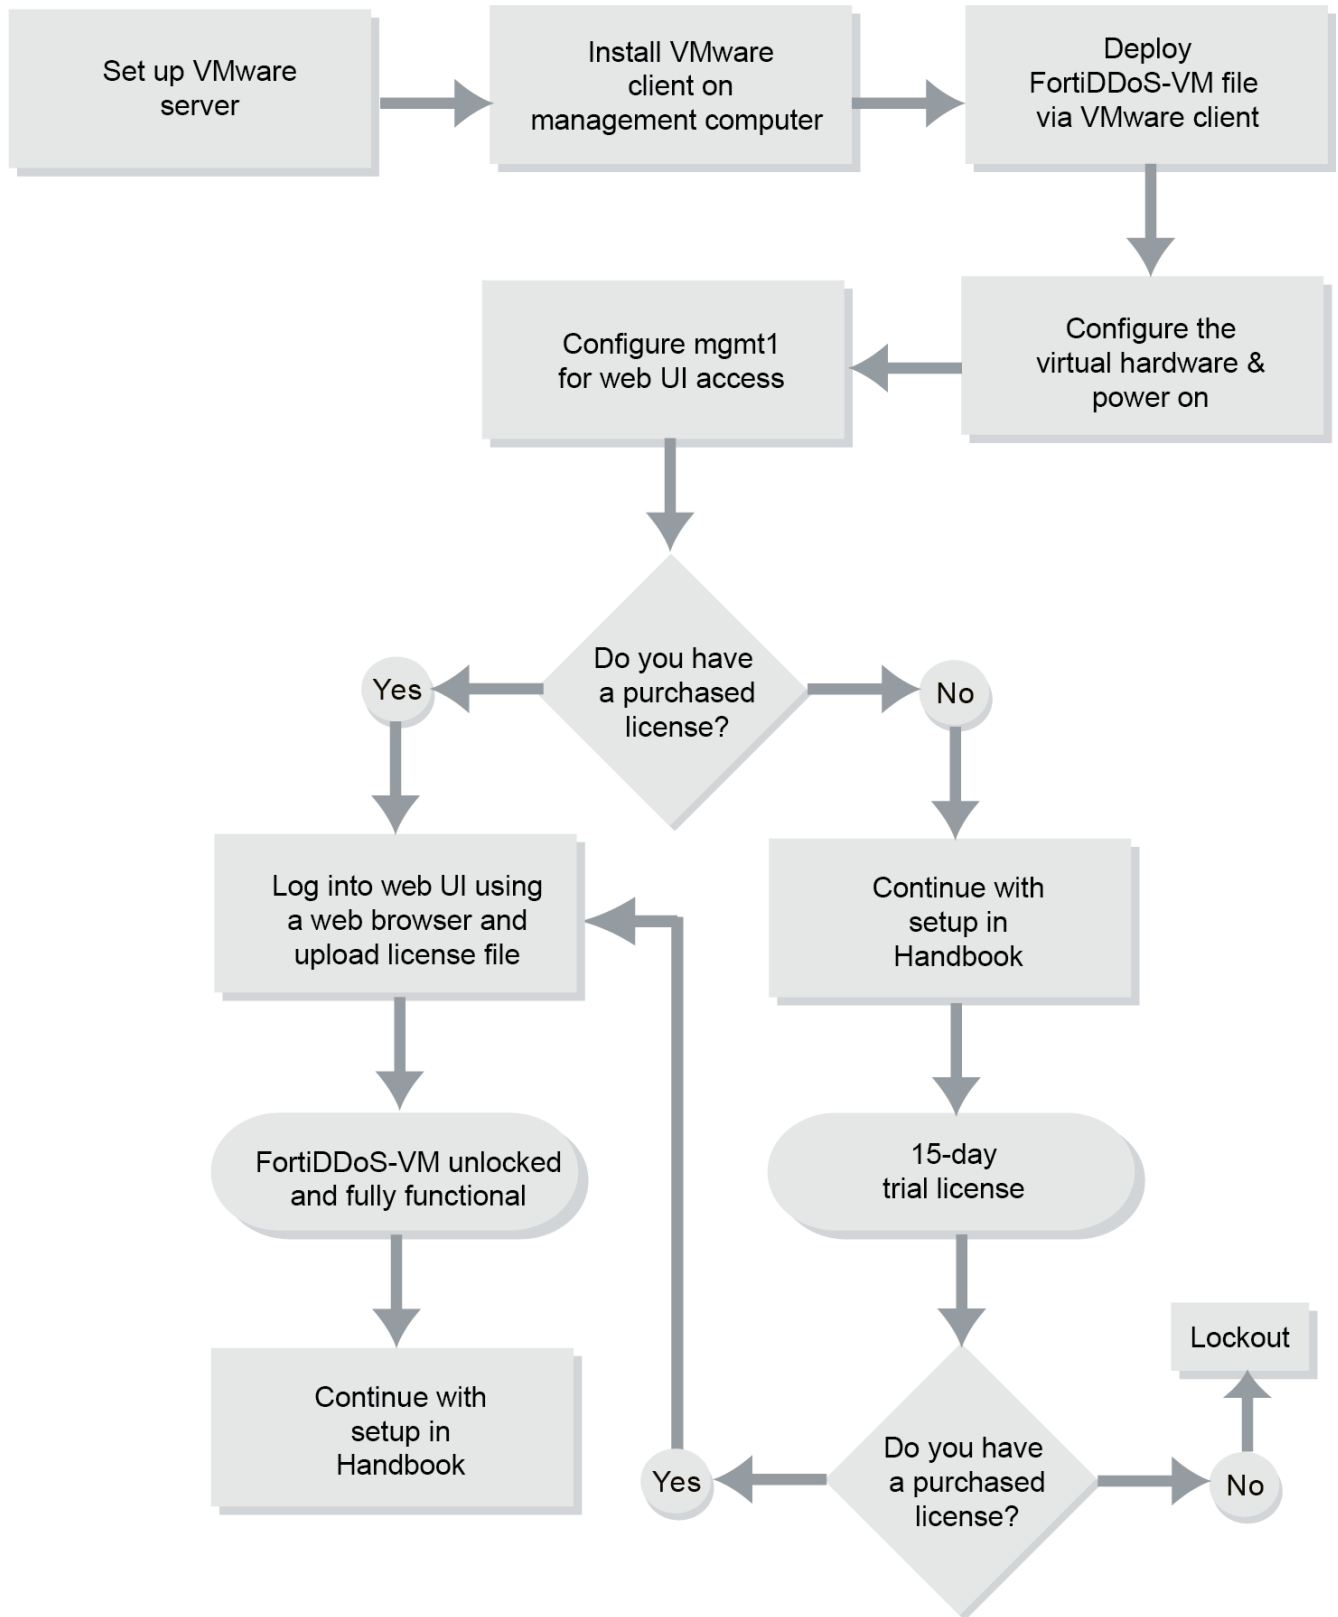 Set up VMware
server
Install VMware
client on
management computer
Deploy
FortiDDoS-VM file
via VMware client
Configure the
virtual hardware &
power on
Configure mgmt1
for web UI access
Do you have
a purchased
license?
Yes
No
Log into web UI using
a web browser and
upload license file
Continue with
setup in
Handbook
FortiDDoS-VM unlocked
and fully functional
15-day
trial license
Continue with
setup in
Handbook
Do you have
a purchased
license?
Yes
No
Lockout